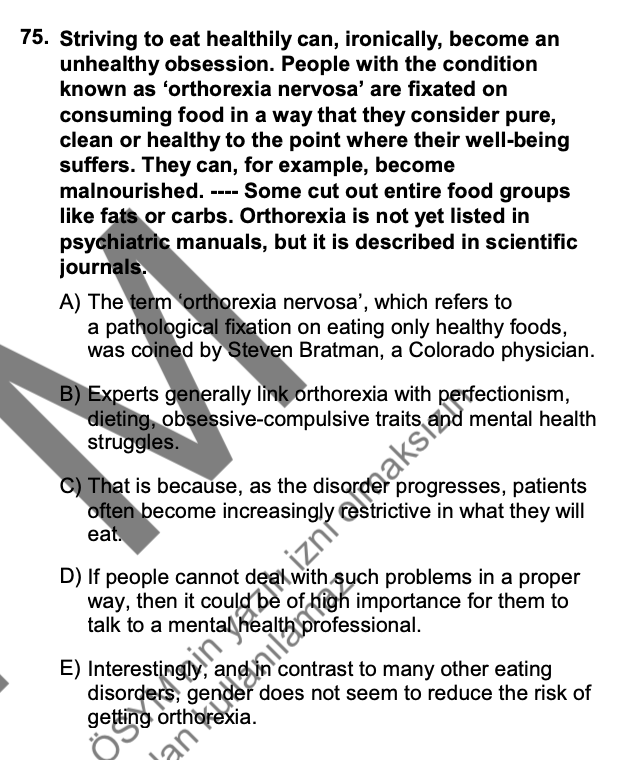 75. Striving to eat healthily can, ironically, become an
unhealthy obsession. People with the condition
known as ‘orthorexia nervosa’ are fixated on
consuming food in a way that they consider pure,
clean or healthy to the point where their well-being
suffers. They can, for example, become
malnourished. ---- Some cut out entire food groups
like fats or carbs. Orthorexia is not yet listed in
psychiatric manuals, but it is described in scientific
journals.
A) The term ‘orthorexia nervosa’, which refers to
a pathological fixation on eating only healthy foods,
was coined by Steven Bratman, a Colorado physician.
B) Experts generally link orthorexia with perfectionism,
dieting, obsessive-compulsive traits and mental health
struggles.
C) That is because, as the disorder progresses, patients
often become increasingly restrictive in what they will
eat.
D) If people cannot deal with such problems in a proper
way, then it could be of high importance for them to
talk to a mental health professional.
E) Interestingly, and in contrast to many other eating
disorders, gender does not seem to reduce the risk of
getting orthorexia.
M
ÖSYM'nin yazılı izni olmaksızın
kullanılamaz